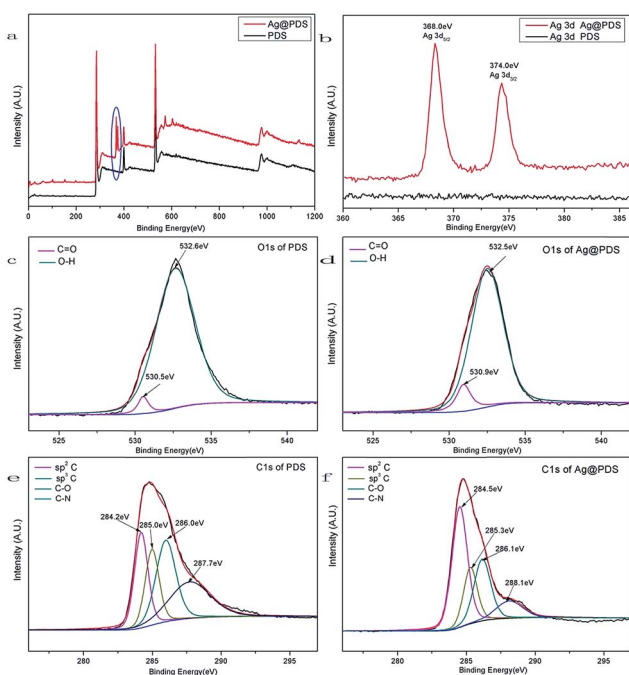 a
Ag@PDS
PDS
Intensity (A.U.)
0 200 400 600 800 1000 1200
Binding Energy(eV)
b
Ag 3d Ag@PDS
Ag 3d PDS
368.0eV
Ag 3d5/2
374.0eV
Ag 3d3/2
Intensity (A.U.)
360 365 370 375 380 385
Binding Energy(eV)
c
C=O
O-H
O1s of PDS
532.6eV
530.5eV
Intensity (A.U.)
525 530 535 540
Binding Energy(eV)
d
C=O
O-H
O1s of Ag@PDS
532.5eV
530.9eV
Intensity (A.U.)
525 530 535 540
Binding Energy(eV)
e
sp2 C
sp3 C
C-O
C-N
C1s of PDS
284.2eV
285.0eV
286.0eV
287.7eV
Intensity (A.U.)
280 285 290 295
Binding Energy(eV)
f
sp2 C
sp3 C
C-O
C-N
C1s of Ag@PDS
284.5eV
285.3eV
286.1eV
288.1eV
Intensity (A.U.)
280 285 290 295
Binding Energy(eV)